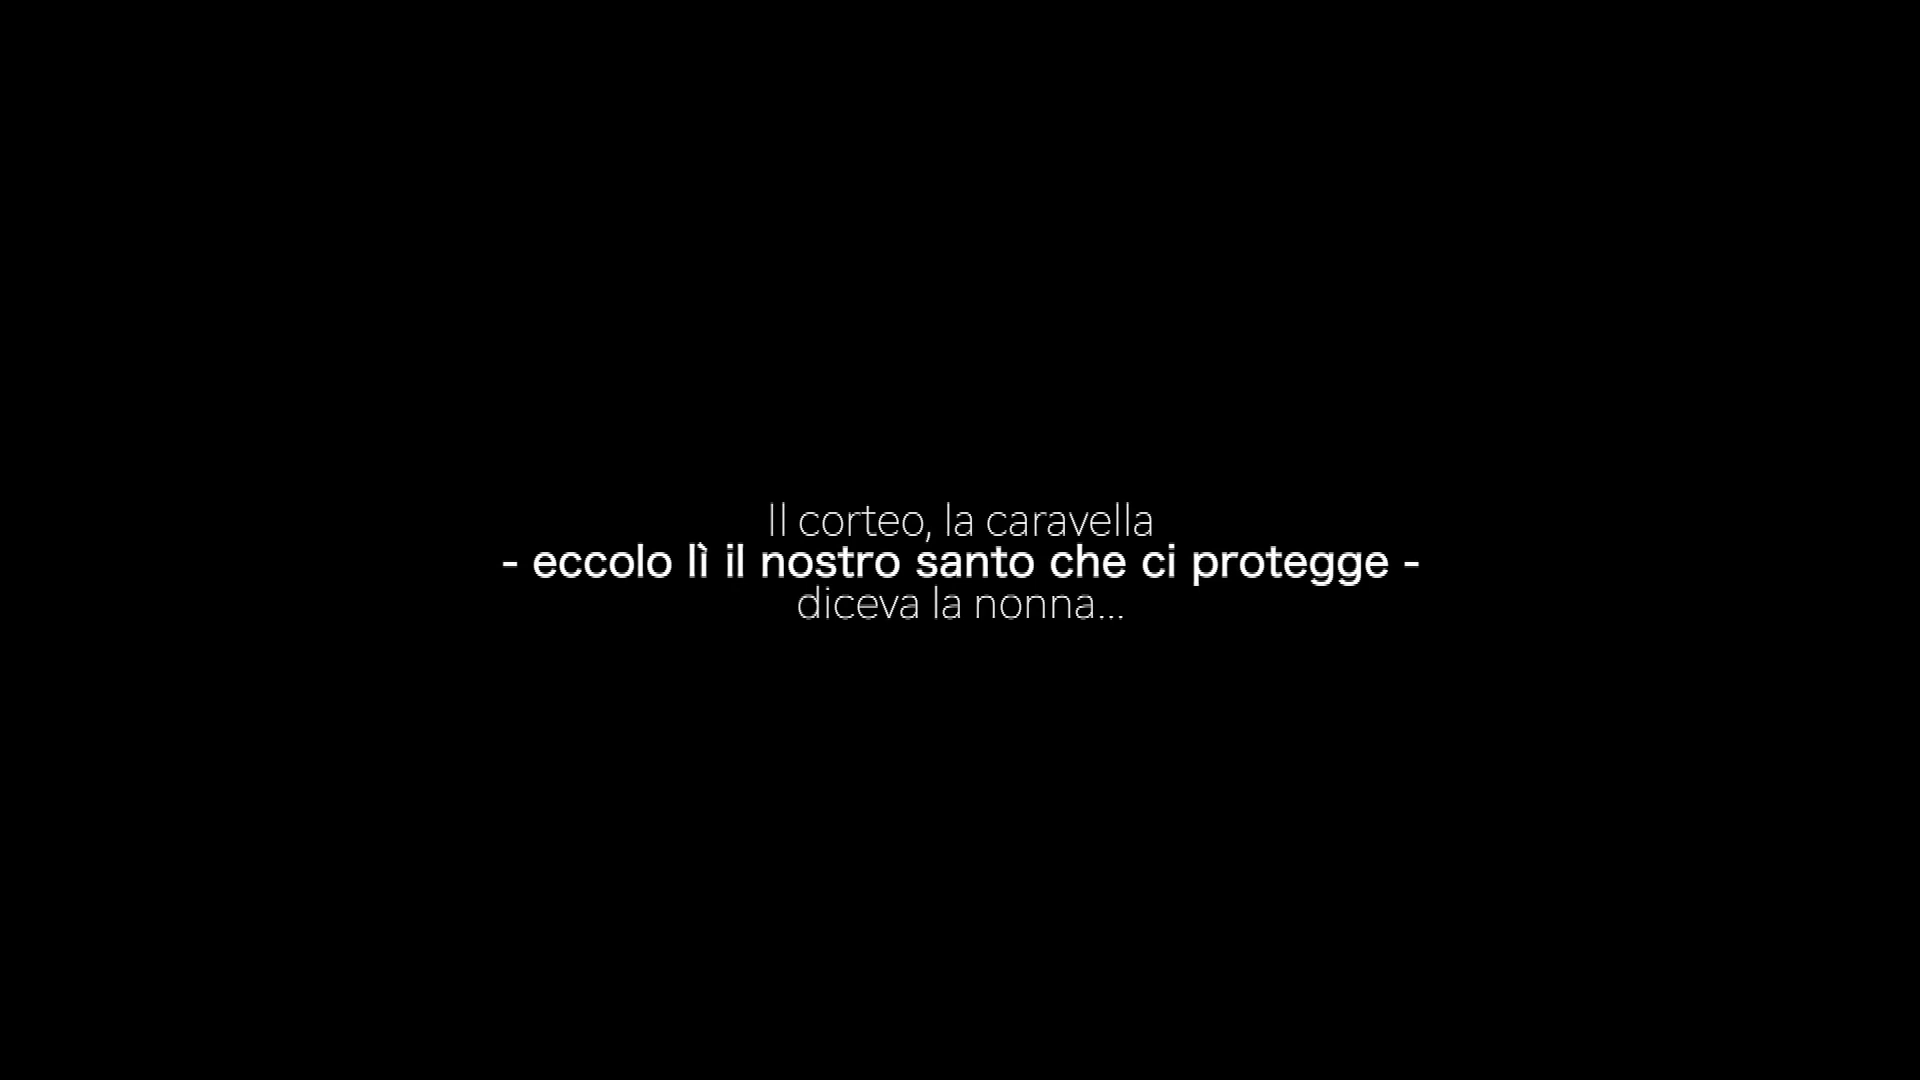 Il corteo, la caravella
- eccolo lì il nostro santo che ci protegge -
diceva la nonna...